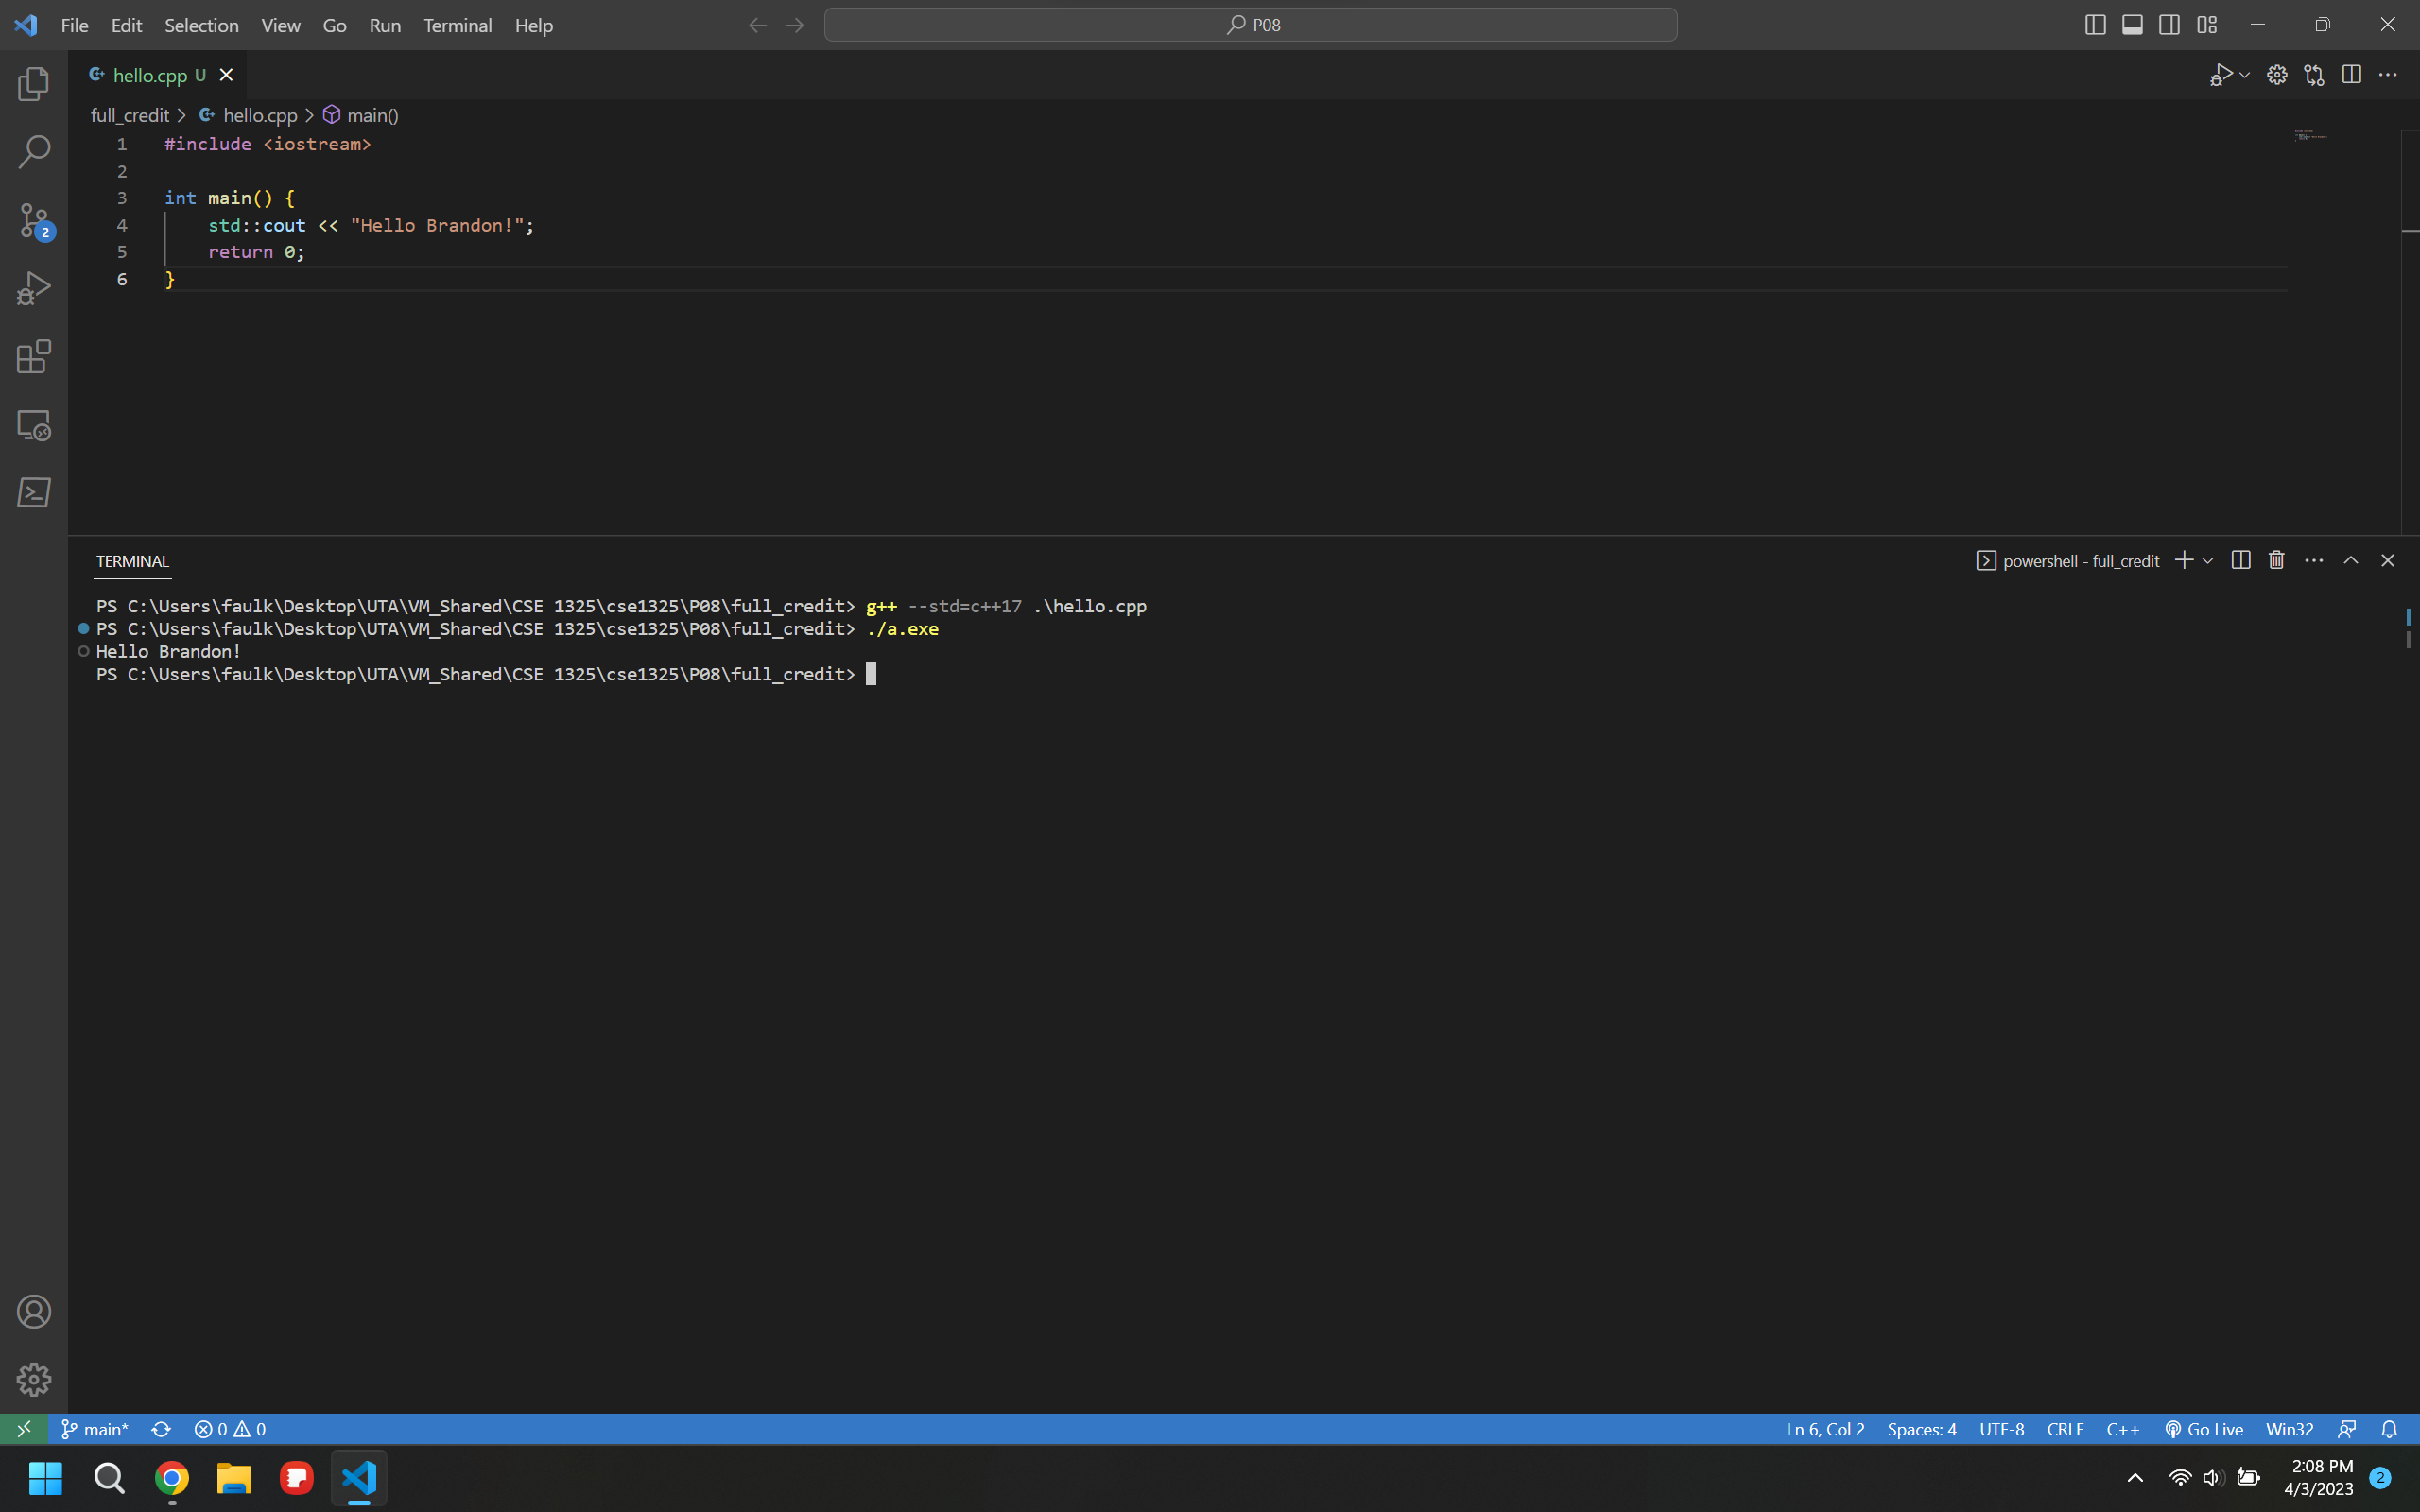 File Edit Selection View Go Run Terminal Help
P08
hello.cpp U
full_credit > hello.cpp > main()
1 #include <iostream>
2
3 int main() {
4     std::cout << "Hello Brandon!";
5     return 0;
6 }
TERMINAL
powershell - full_credit
PS C:\Users\faulk\Desktop\UTA\VM_Shared\CSE 1325\cse1325\P08\full_credit> g++ --std=c++17 .\hello.cpp
PS C:\Users\faulk\Desktop\UTA\VM_Shared\CSE 1325\cse1325\P08\full_credit> ./a.exe
Hello Brandon!
PS C:\Users\faulk\Desktop\UTA\VM_Shared\CSE 1325\cse1325\P08\full_credit>
2
main* 0 0 Ln 6, Col 2 Spaces: 4 UTF-8 CRLF C++ Go Live Win32
2:08 PM
4/3/2023
2